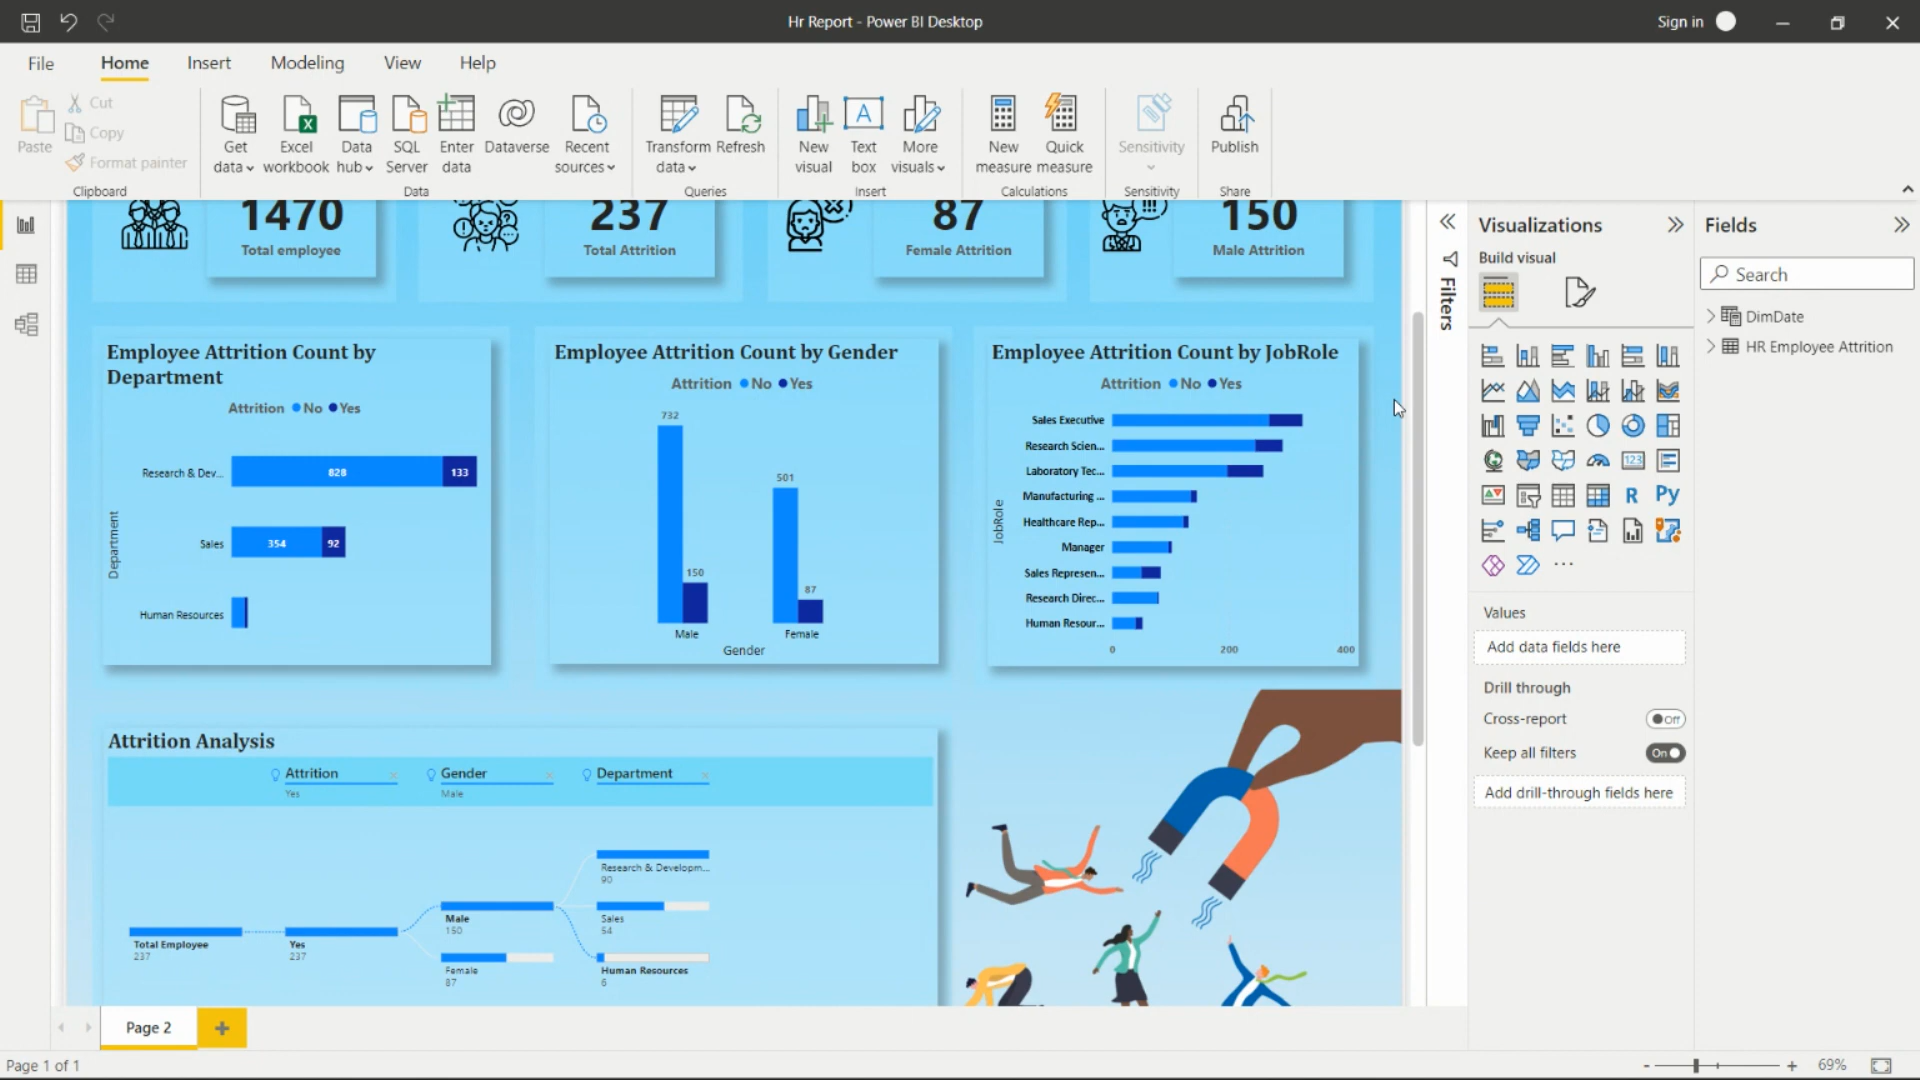 Hr Report - Power BI Desktop
Sign in
File
Home
Insert
Modeling
View
Help
Paste
Cut
Copy
Format painter
Clipboard
Get data
Excel workbook
Data hub
SQL Server
Enter data
Dataverse
Recent sources
Data
Transform data
Refresh
Queries
New visual
Text box
More visuals
Insert
New measure
Quick measure
Calculations
Sensitivity
Sensitivity
Publish
Share
1470
Total employee
237
Total Attrition
87
Female Attrition
150
Male Attrition
Employee Attrition Count by
Department
Attrition No Yes
Department
Research & Dev...
828
133
Sales
354
92
Human Resources
Employee Attrition Count by Gender
Attrition No Yes
732
150
501
87
Male
Female
Gender
Employee Attrition Count by JobRole
Attrition No Yes
JobRole
Sales Executive
Research Scien...
Laboratory Tec...
Manufacturing ...
Healthcare Rep...
Manager
Sales Represen...
Research Direc...
Human Resour...
0
200
400
Attrition Analysis
Attrition
Yes
Gender
Male
Department
Total Employee
237
Yes
237
Male
150
Female
87
Research & Developm...
90
Sales
54
Human Resources
6
Filters
Visualizations
Build visual
123
R
Py
...
Values
Add data fields here
Drill through
Cross-report
Off
Keep all filters
On
Add drill-through fields here
Fields
Search
DimDate
HR Employee Attrition
Page 2
Page 1 of 1
69%